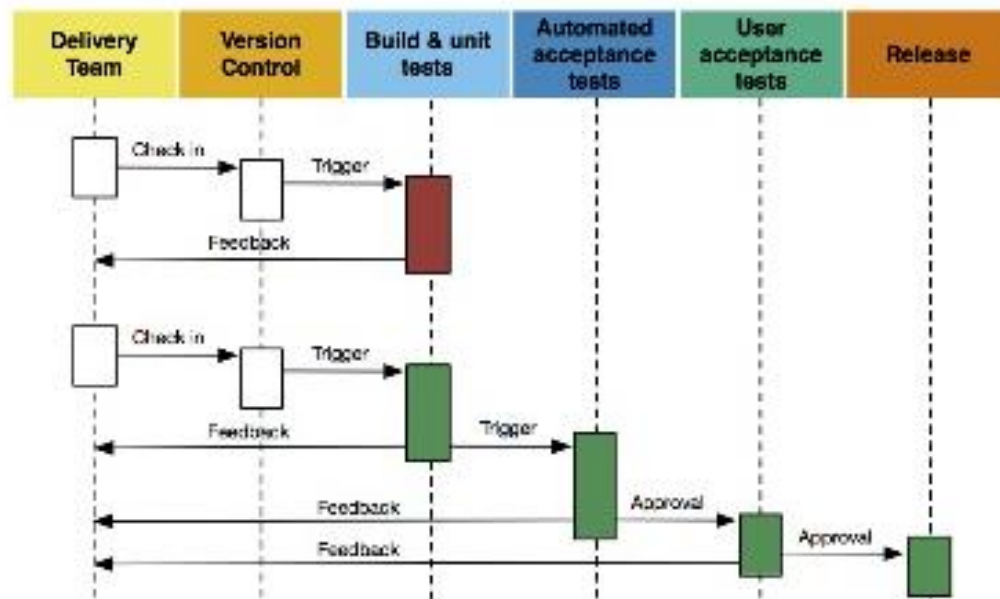 Delivery
Team
Version
Control
Build & unit
tests
Automated
acceptance
tests
User
acceptance
tests
Release
Check in
Trigger
Feedback
Check in
Trigger
Feedback
Trigger
Feedback
Approval
Feedback
Approval